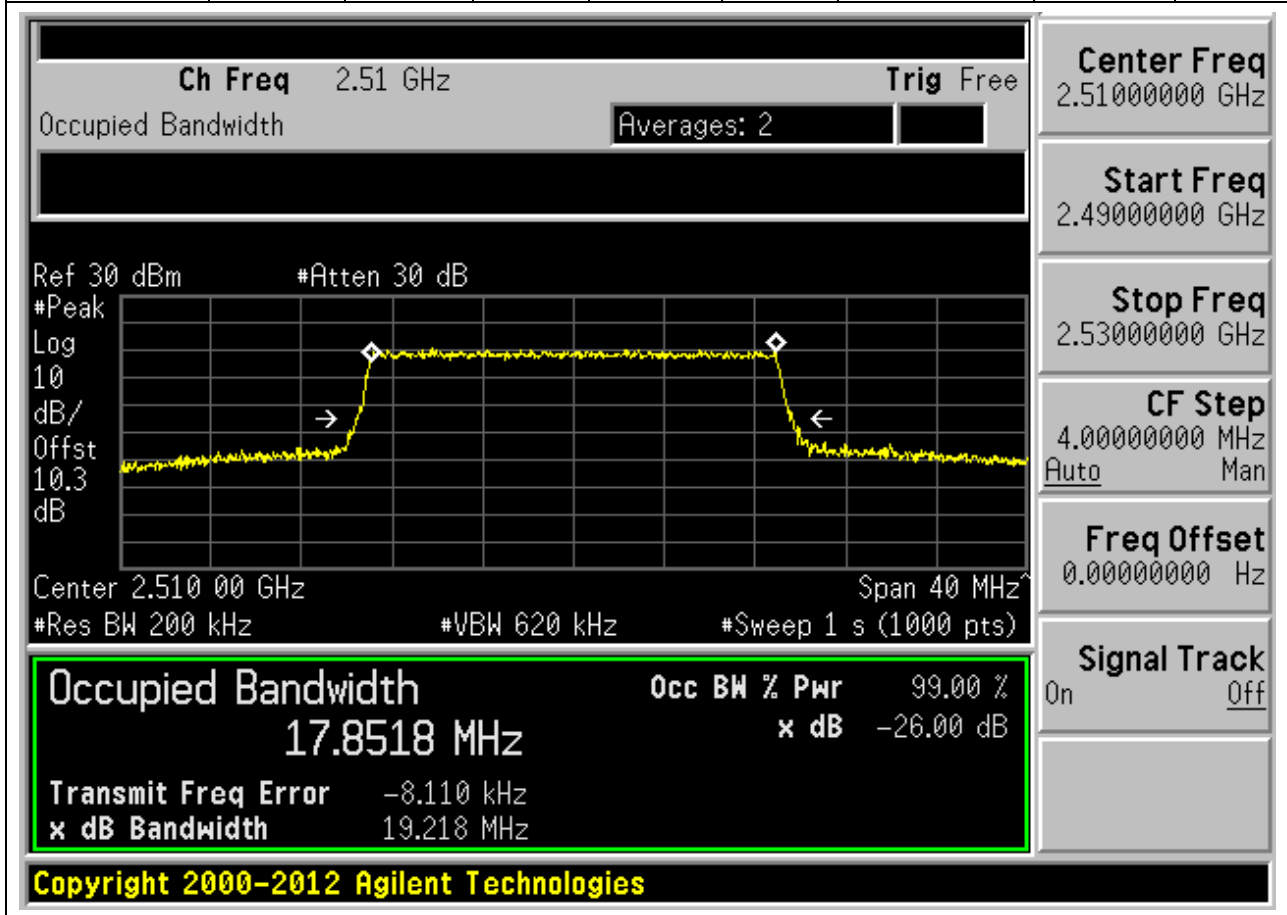 Ch Freq 2.51 GHz Trig Free
Occupied Bandwidth Averages: 2
Ref 30 dBm #Atten 30 dB
#Peak
Log
10
dB/
Offst
10.3
dB
Center 2.510 00 GHz Span 40 MHz^
#Res BW 200 kHz #VBW 620 kHz #Sweep 1 s (1000 pts)
Occupied Bandwidth Occ BW % Pwr 99.00 %
17.8518 MHz x dB -26.00 dB
Transmit Freq Error -8.110 kHz
x dB Bandwidth 19.218 MHz
Copyright 2000-2012 Agilent Technologies
Center Freq
2.51000000 GHz
Start Freq
2.49000000 GHz
Stop Freq
2.53000000 GHz
CF Step
4.00000000 MHz
Auto Man
Freq Offset
0.00000000 Hz
Signal Track
On Off